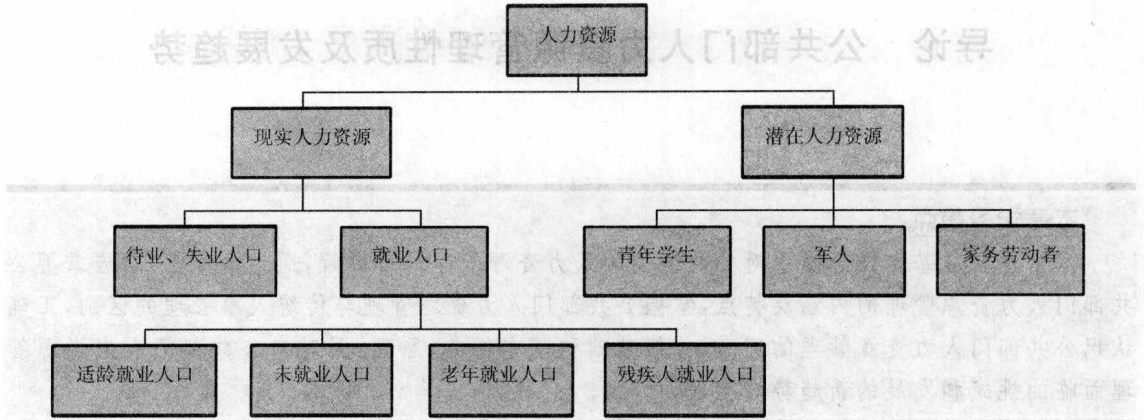 人力资源
现实人力资源
潜在人力资源
待业、失业人口
就业人口
青年学生
军人
家务劳动者
适龄就业人口
未就业人口
老年就业人口
残疾人就业人口